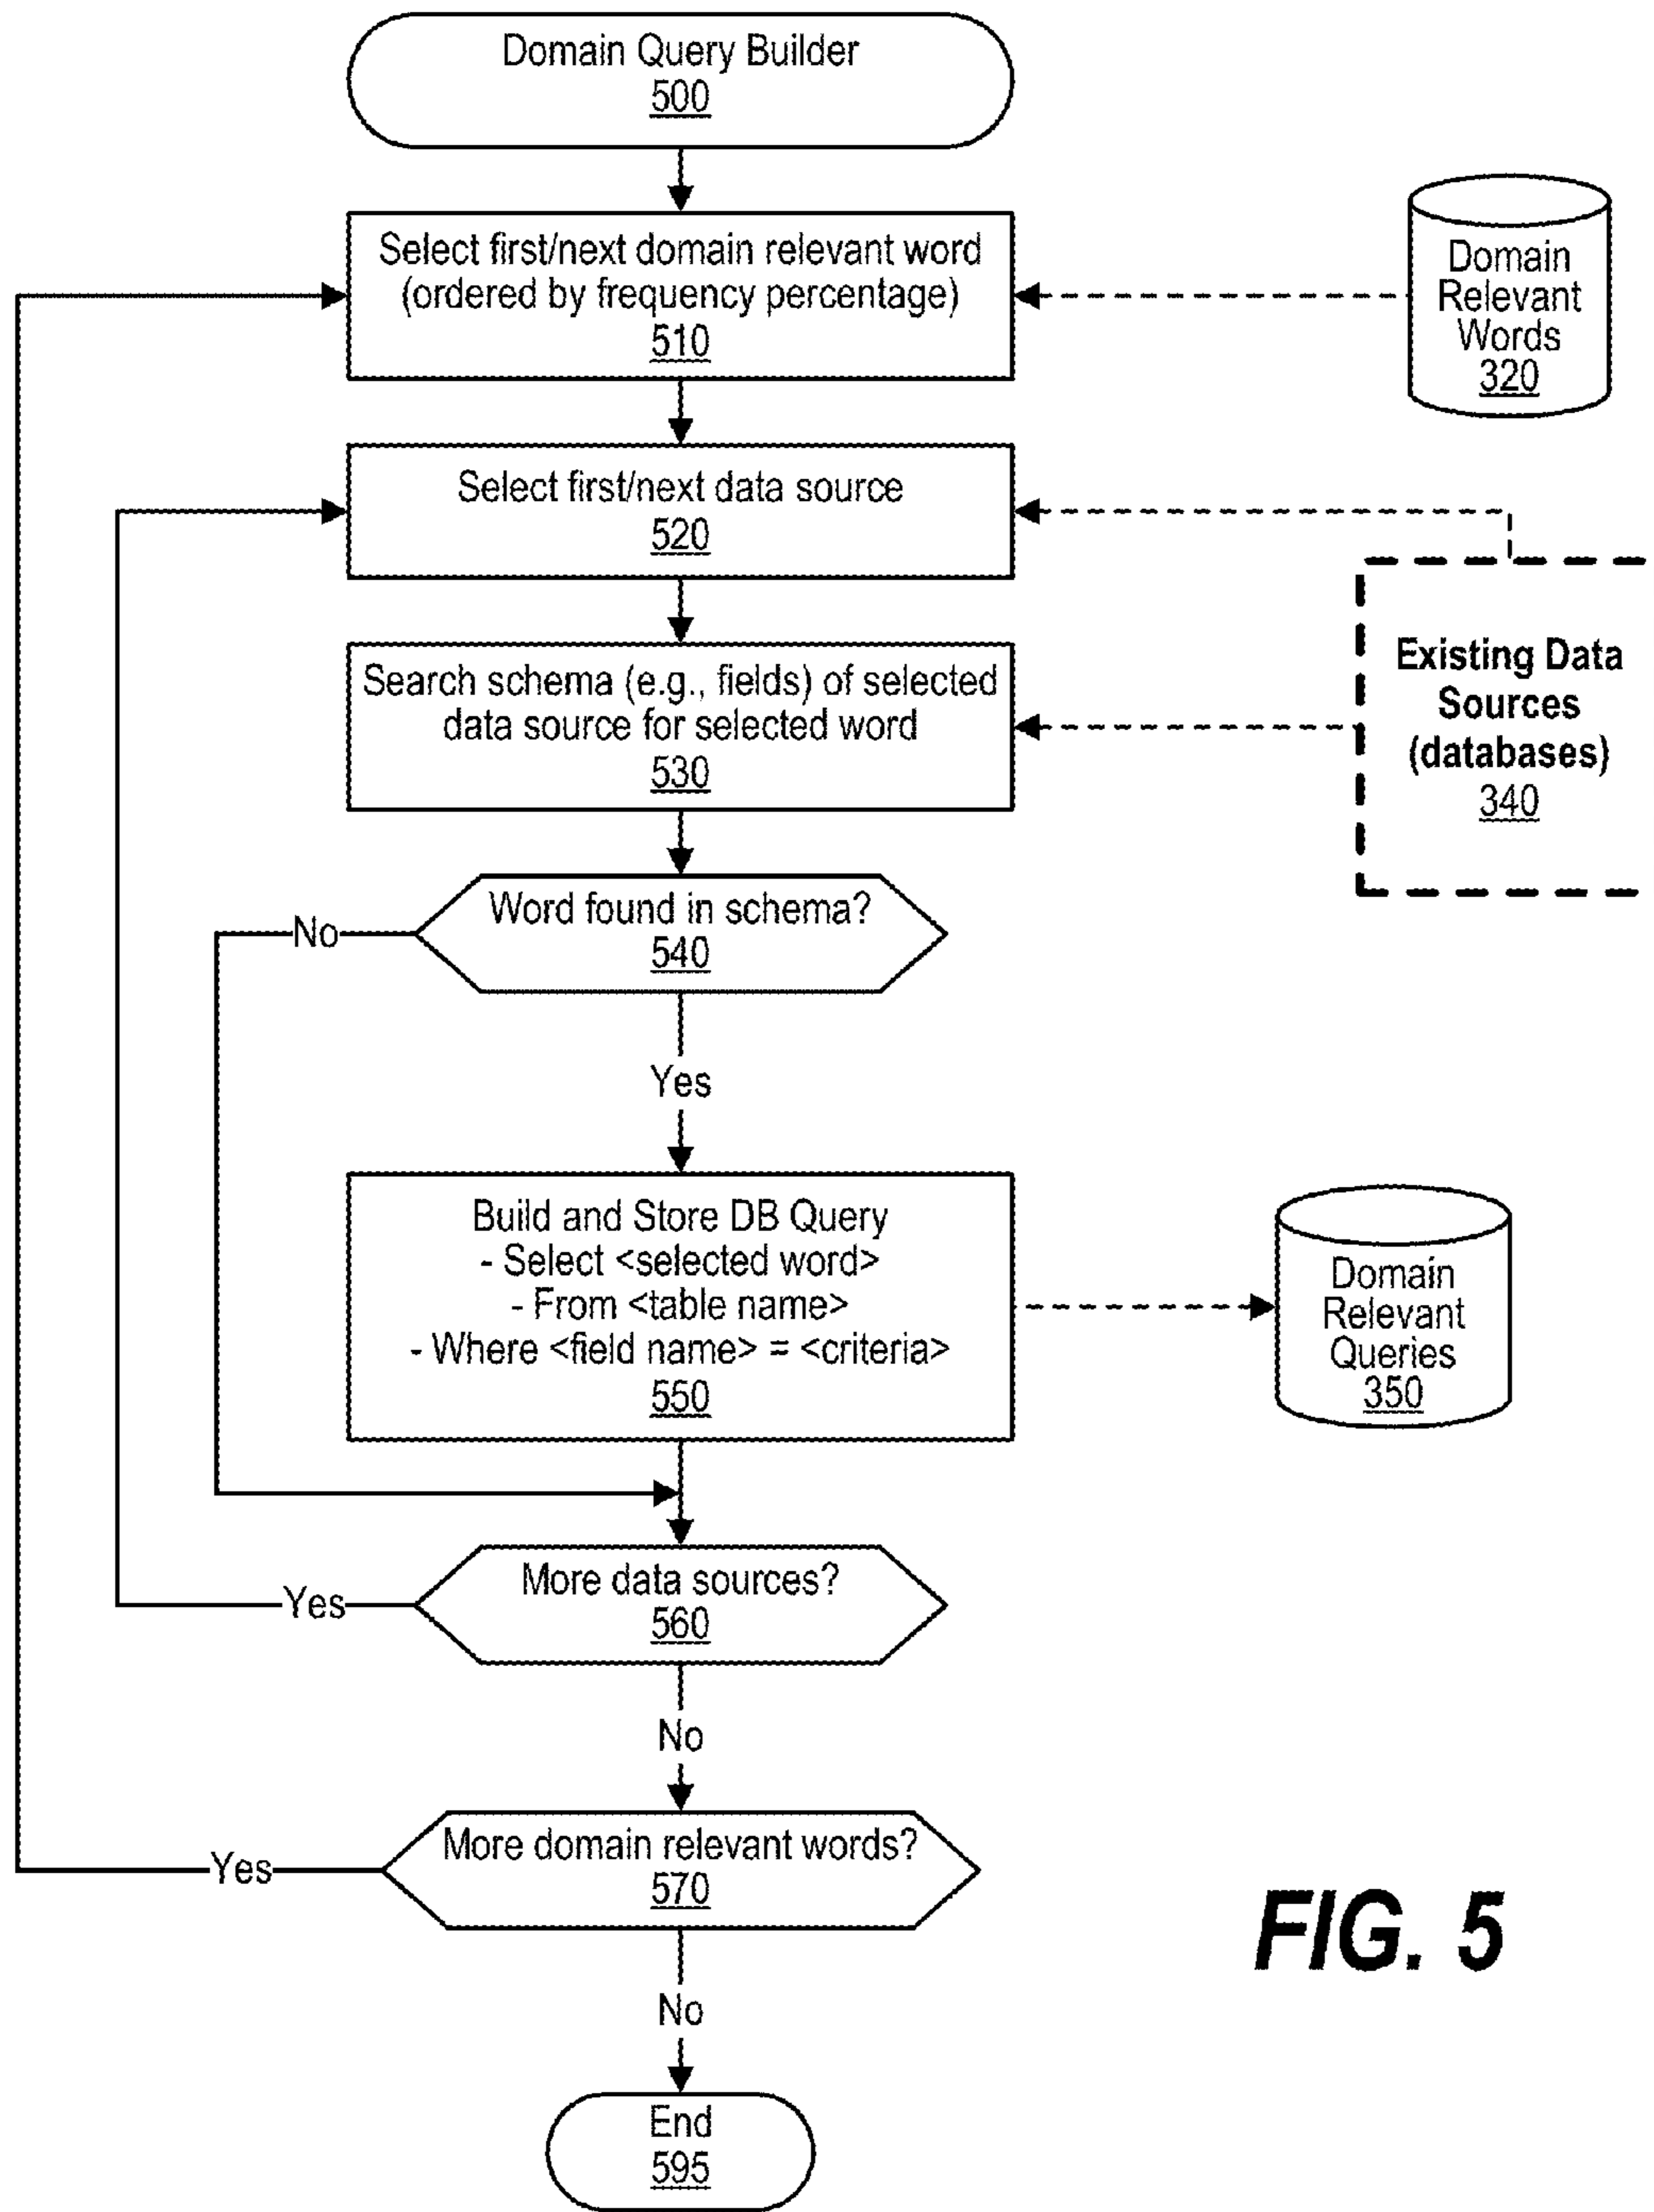 Domain Query Builder
500
Select first/next domain relevant word
(ordered by frequency percentage)
510
Domain
Relevant
Words
320
Select first/next data source
520
Search schema (e.g., fields) of selected
data source for selected word
530
Existing Data
Sources
(databases)
340
Word found in schema?
540
No
Yes
Build and Store DB Query
- Select <selected word>
- From <table name>
- Where <field name> = <criteria>
550
Domain
Relevant
Queries
350
More data sources?
560
Yes
No
More domain relevant words?
570
Yes
No
End
595
FIG. 5